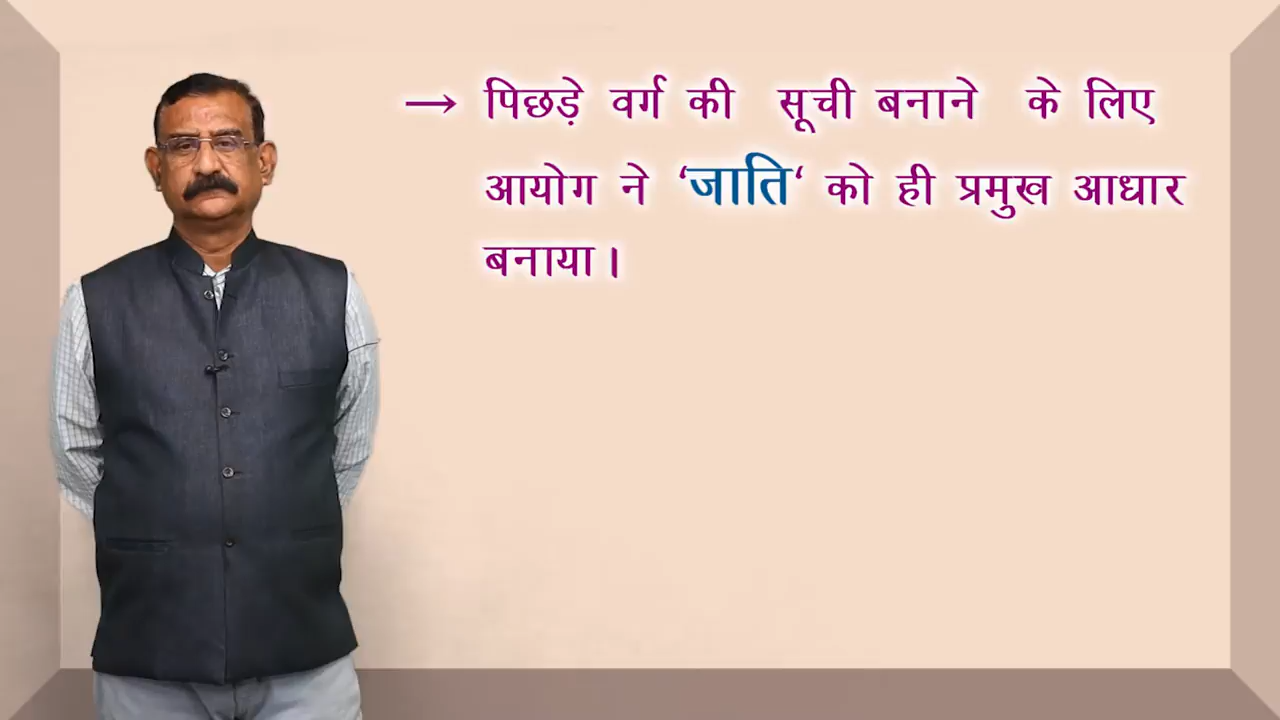 → पिछड़े वर्ग की सूची बनाने के लिए
आयोग ने ‘जाति‘ को ही प्रमुख आधार
बनाया।